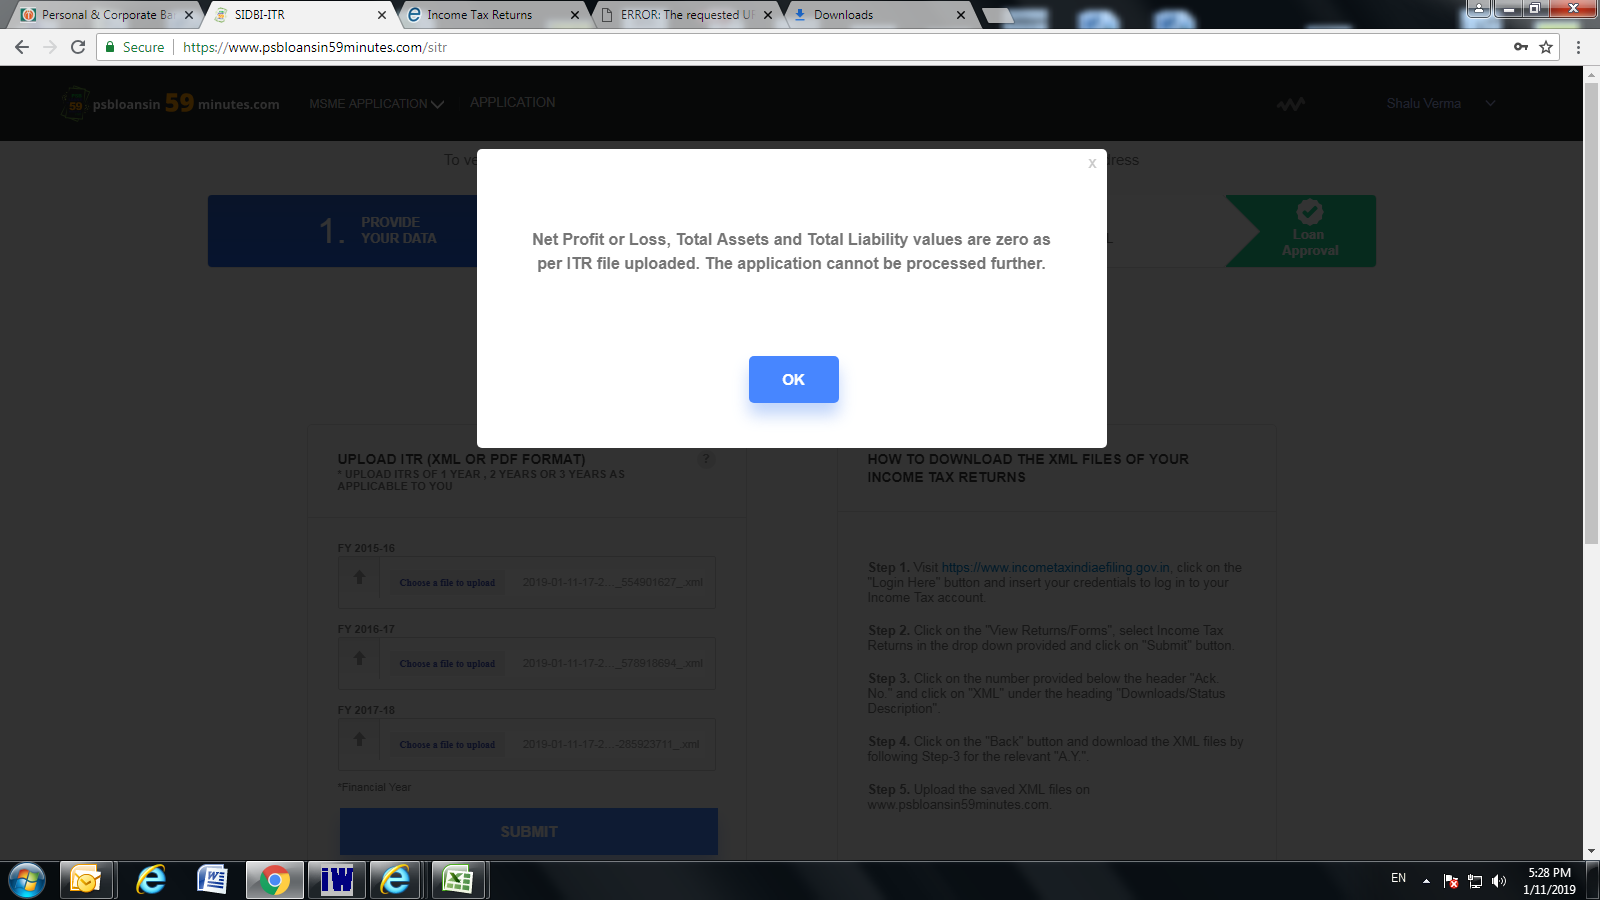 Personal & Corporate Ba
SIDBI-ITR
Income Tax Returns
ERROR: The requested U
Downloads
Secure
https://www.psbloansin59minutes.com/sitr
59 psbloansin 59 minutes.com
MSME APPLICATION
APPLICATION
Shalu Verma
To ve
ress
x
1. PROVIDE
YOUR DATA
Loan
Approval
Net Profit or Loss, Total Assets and Total Liability values are zero as
per ITR file uploaded. The application cannot be processed further.
OK
UPLOAD ITR (XML OR PDF FORMAT)
?
* UPLOAD ITRS OF 1 YEAR , 2 YEARS OR 3 YEARS AS
APPLICABLE TO YOU
FY 2015-16
Choose a file to upload 2019-01-11-17-2..._554901627_.xml
FY 2016-17
Choose a file to upload 2019-01-11-17-2..._578918694_.xml
FY 2017-18
Choose a file to upload 2019-01-11-17-2...-265923711_.xml
*Financial Year
SUBMIT
HOW TO DOWNLOAD THE XML FILES OF YOUR
INCOME TAX RETURNS
Step 1. Visit https://www.incometaxindiaefiling.gov.in, click on the
"Login Here" button and insert your credentials to log in to your
Income Tax account.
Step 2. Click on the "View Returns/Forms", select Income Tax
Returns in the drop down provided and click on "Submit" button.
Step 3. Click on the number provided below the header "Ack.
No." and click on "XML" under the heading "Downloads/Status
Description".
Step 4. Click on the "Back" button and download the XML files by
following Step-3 for the relevant "A.Y.".
Step 5. Upload the saved XML files on
www.psbloansin59minutes.com.
iW
EN
5:28 PM
1/11/2019